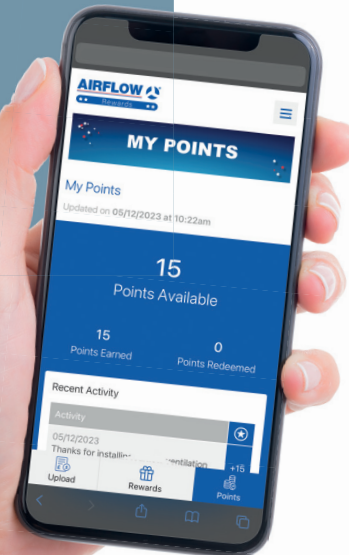 AIRFLOW
Rewards
MY POINTS
My Points
Updated on 05/12/2023 at 10:22am
15
Points Available
15
Points Earned
0
Points Redeemed
Recent Activity
Activity
05/12/2023
Thanks for ventilation
+15
Upload
Rewards
Points